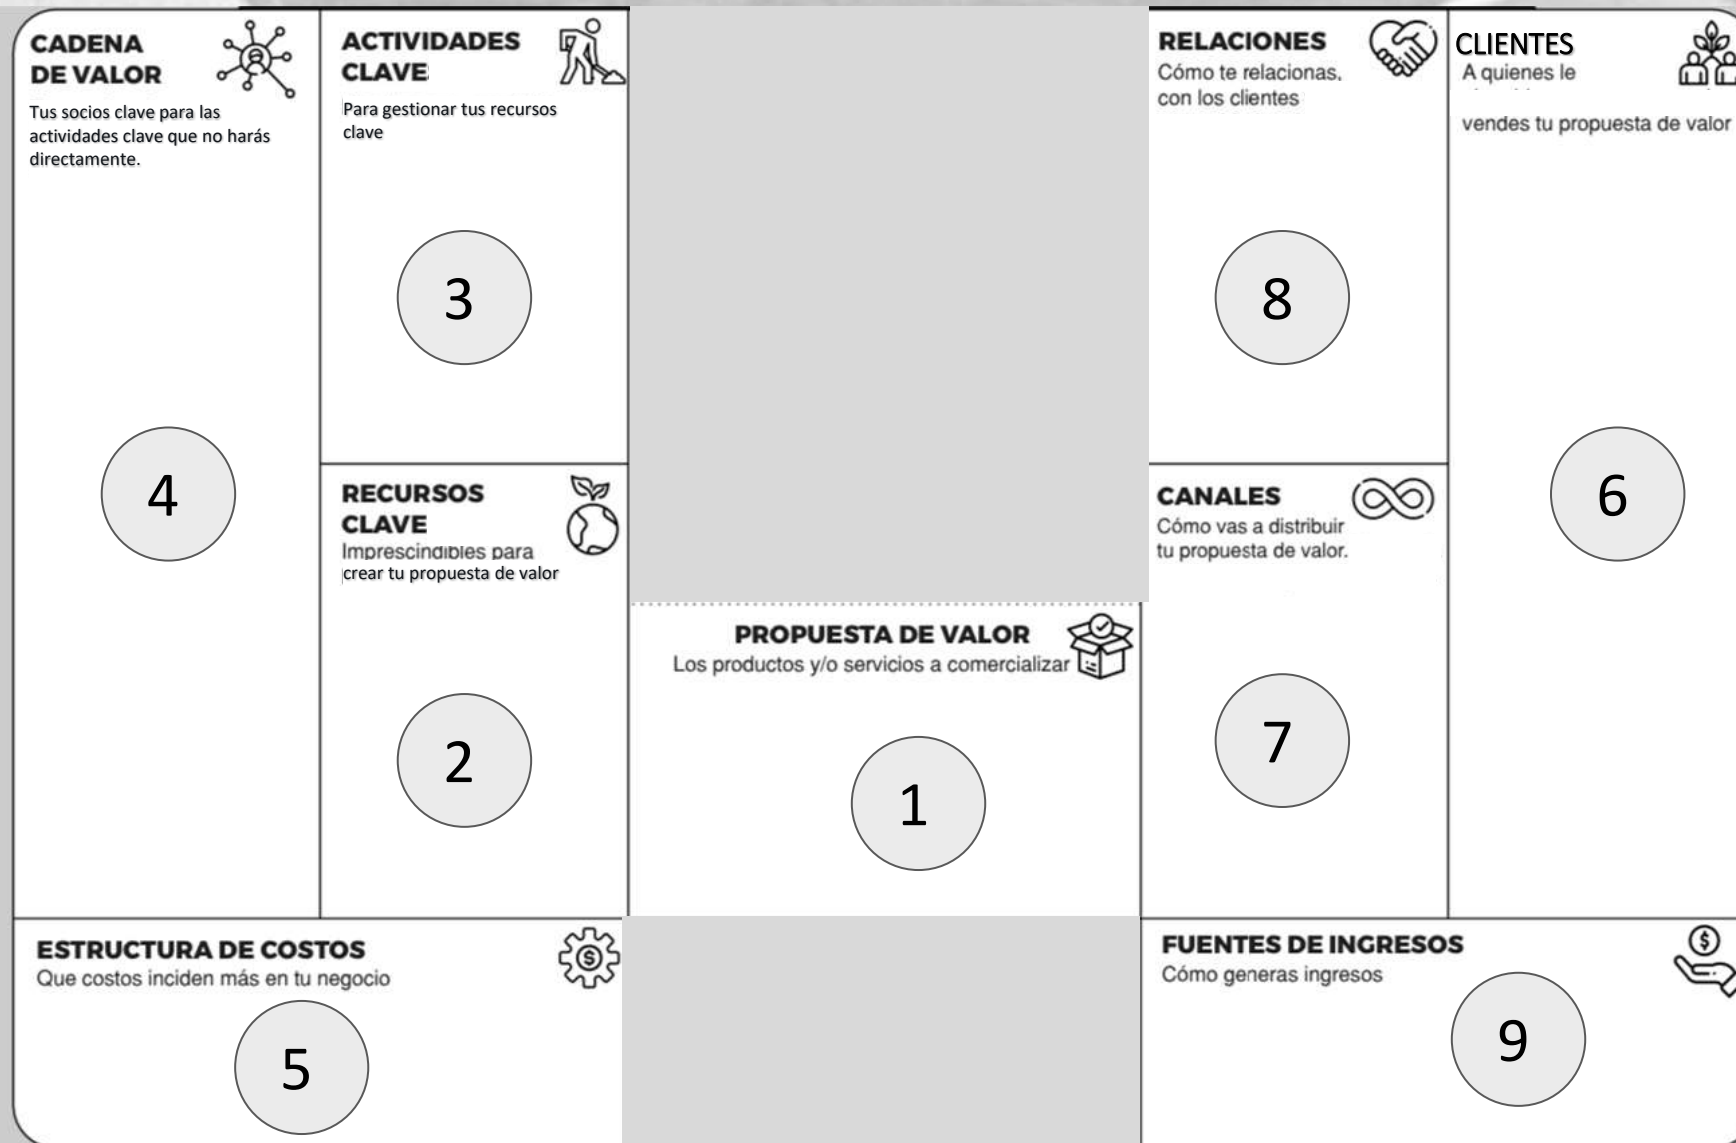 CADENA
DE VALOR
Tus socios clave para las
actividades clave que no harás
directamente.
4
ACTIVIDADES
CLAVE
Para gestionar tus recursos
clave
3
RECURSOS
CLAVE
Imprescindibles para
crear tu propuesta de valor
2
PROPUESTA DE VALOR
Los productos y/o servicios a comercializar
1
RELACIONES
Cómo te relacionas,
con los clientes
8
CANALES
Cómo vas a distribuir
tu propuesta de valor.
7
CLIENTES
A quienes le
vendes tu propuesta de valor
6
ESTRUCTURA DE COSTOS
Que costos inciden más en tu negocio
5
FUENTES DE INGRESOS
Cómo generas ingresos
9